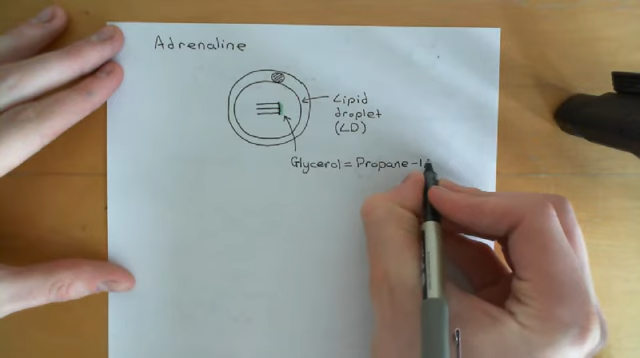 Adrenaline
Lipid
droplet
(LD)
Glycerol = Propane-1,